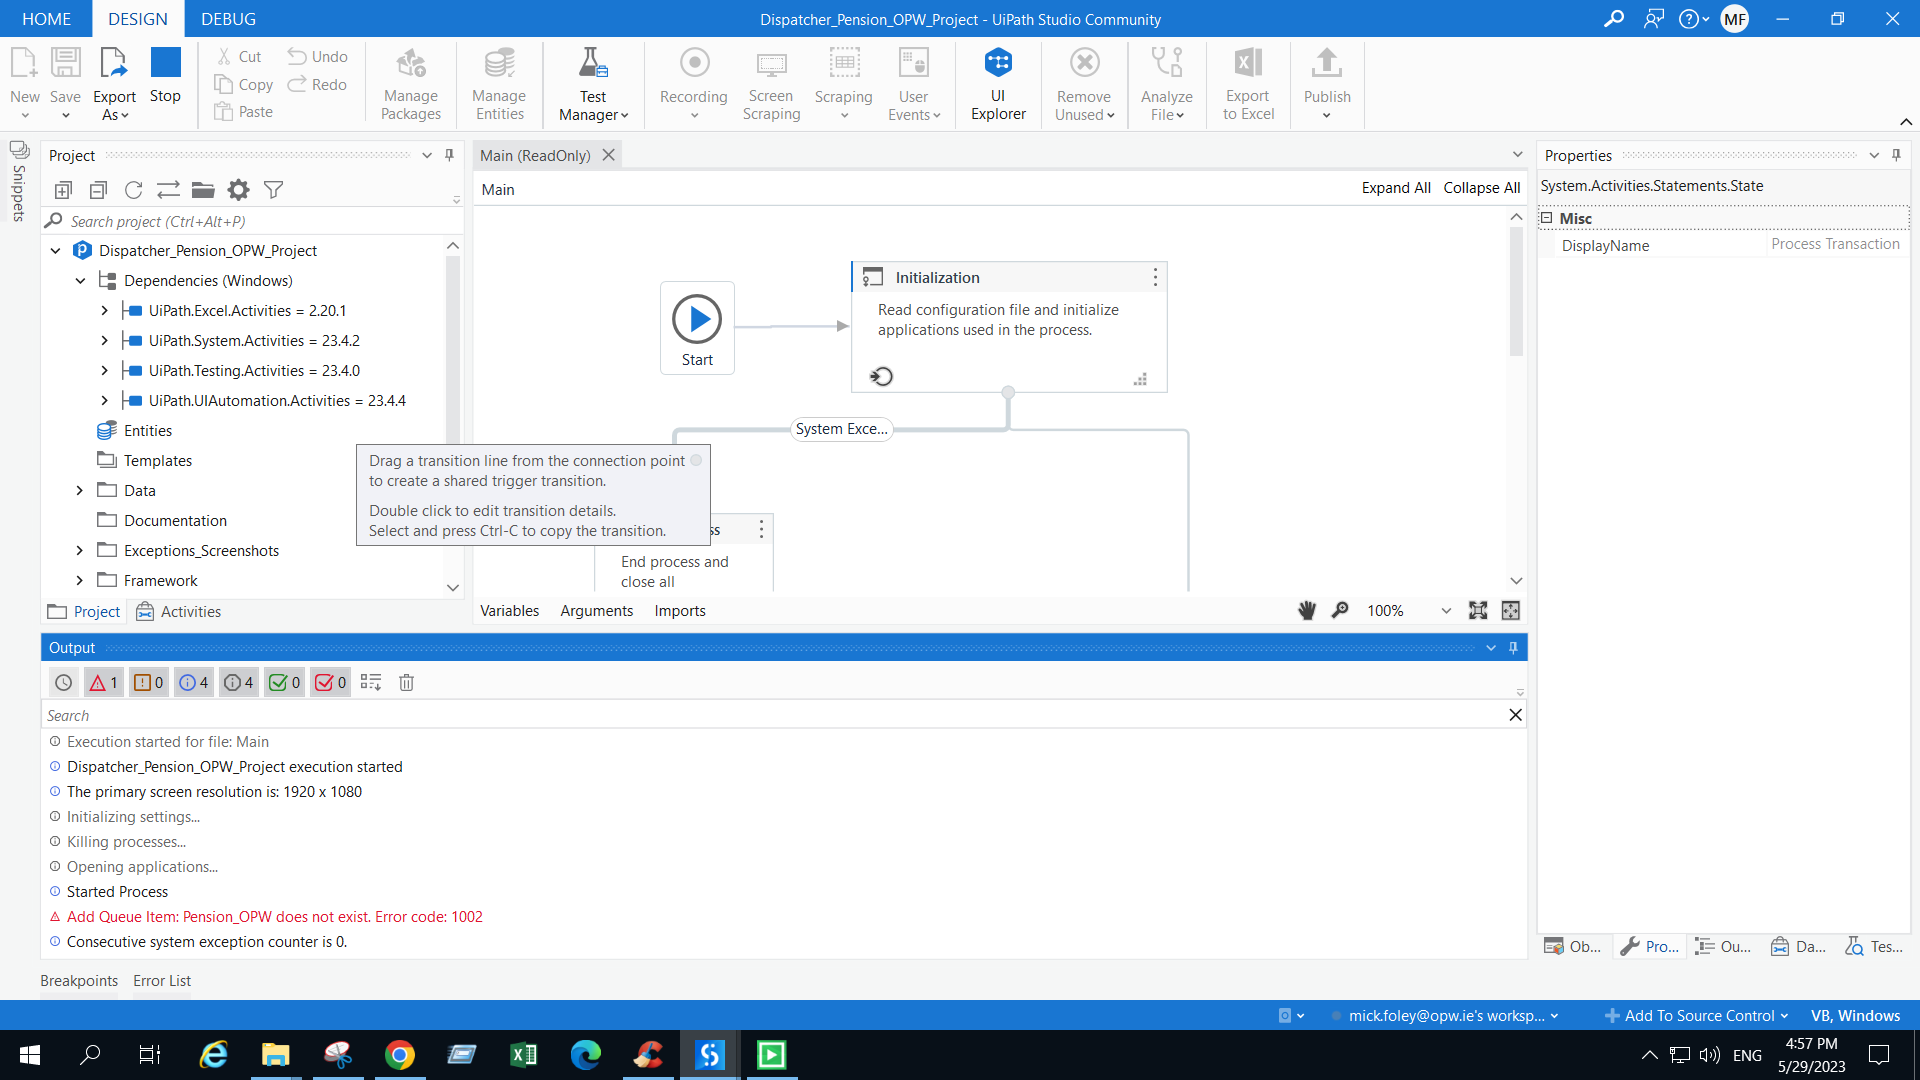 HOME
DESIGN
DEBUG
Dispatcher_Pension_OPW_Project - UiPath Studio Community
MF
New
Save
Export As
Stop
Cut
Copy
Paste
Undo
Redo
Manage Packages
Manage Entities
Test Manager
Recording
Screen Scraping
Scraping
User Events
UI Explorer
Remove Unused
Analyze File
Export to Excel
Publish
Snippets
Project
Search project (Ctrl+Alt+P)
Dispatcher_Pension_OPW_Project
Dependencies (Windows)
UiPath.Excel.Activities = 2.20.1
UiPath.System.Activities = 23.4.2
UiPath.Testing.Activities = 23.4.0
UiPath.UIAutomation.Activities = 23.4.4
Entities
Templates
Data
Documentation
Exceptions_Screenshots
Framework
Project
Activities
Main (ReadOnly)
Main
Expand All
Collapse All
Start
Initialization
Read configuration file and initialize
applications used in the process.
System Exce...
Drag a transition line from the connection point
to create a shared trigger transition.
Double click to edit transition details.
Select and press Ctrl-C to copy the transition.
ss
End process and
close all
Variables
Arguments
Imports
100%
Properties
System.Activities.Statements.State
Misc
DisplayName
Process Transaction
Output
1
0
4
4
0
0
Search
Execution started for file: Main
Dispatcher_Pension_OPW_Project execution started
The primary screen resolution is: 1920 x 1080
Initializing settings...
Killing processes...
Opening applications...
Started Process
Add Queue Item: Pension_OPW does not exist. Error code: 1002
Consecutive system exception counter is 0.
Ob...
Pro...
Ou...
Da...
Tes...
Breakpoints
Error List
mick.foley@opw.ie's worksp...
Add To Source Control
VB, Windows
ENG
4:57 PM
5/29/2023